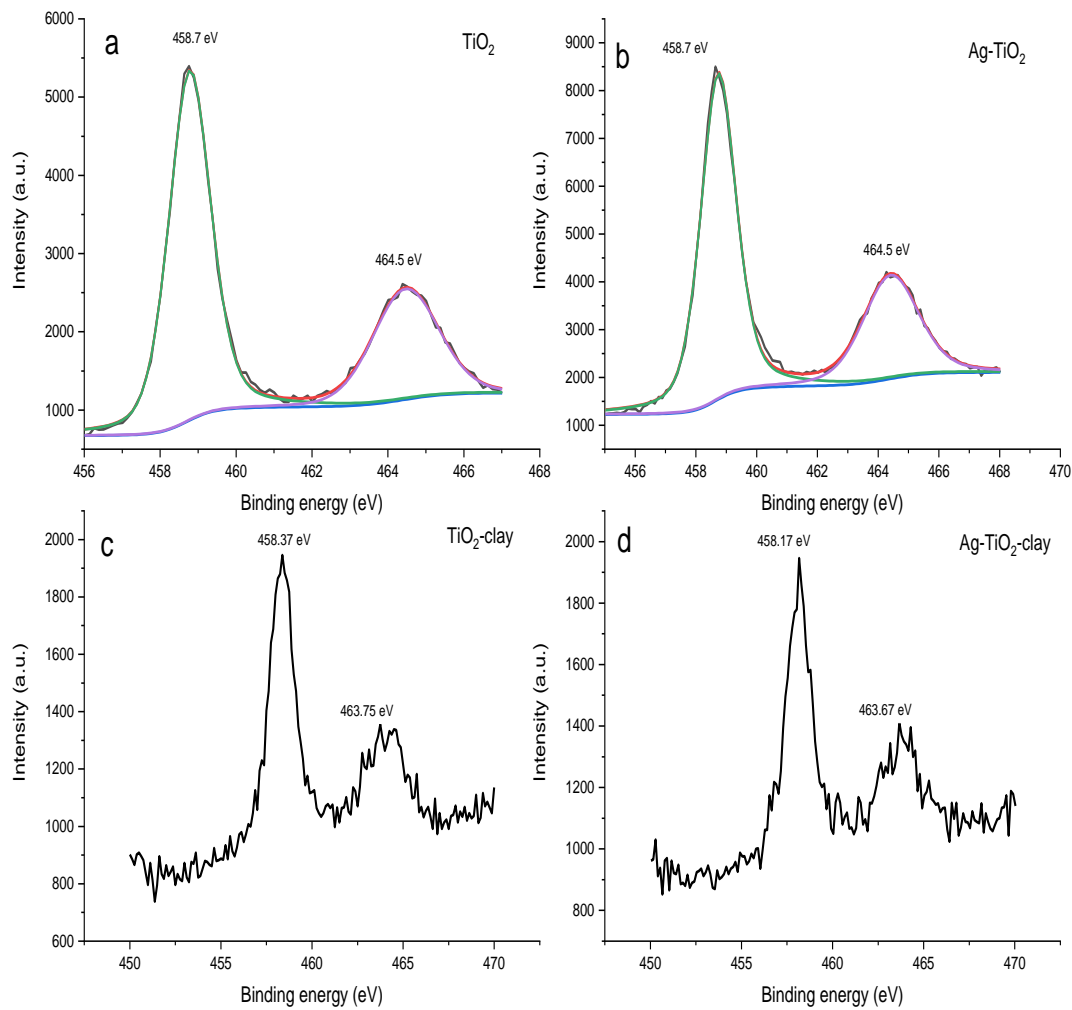 a
458.7 eV
TiO₂
6000
5000
4000
3000
2000
1000
Intensity (a.u.)
456 458 460 462 464 466 468
464.5 eV
Binding energy (eV)
b
458.7 eV
Ag-TiO₂
9000
8000
7000
6000
5000
4000
3000
2000
1000
Intensity (a.u.)
456 458 460 462 464 466 468 470
464.5 eV
Binding energy (eV)
c
458.37 eV
TiO₂-clay
2000
1800
1600
1400
1200
1000
800
600
Intensity (a.u.)
463.75 eV
450 455 460 465 470
Binding energy (eV)
d
458.17 eV
Ag-TiO₂-clay
2000
1800
1600
1400
1200
1000
800
Intensity (a.u.)
463.67 eV
450 455 460 465 470
Binding energy (eV)